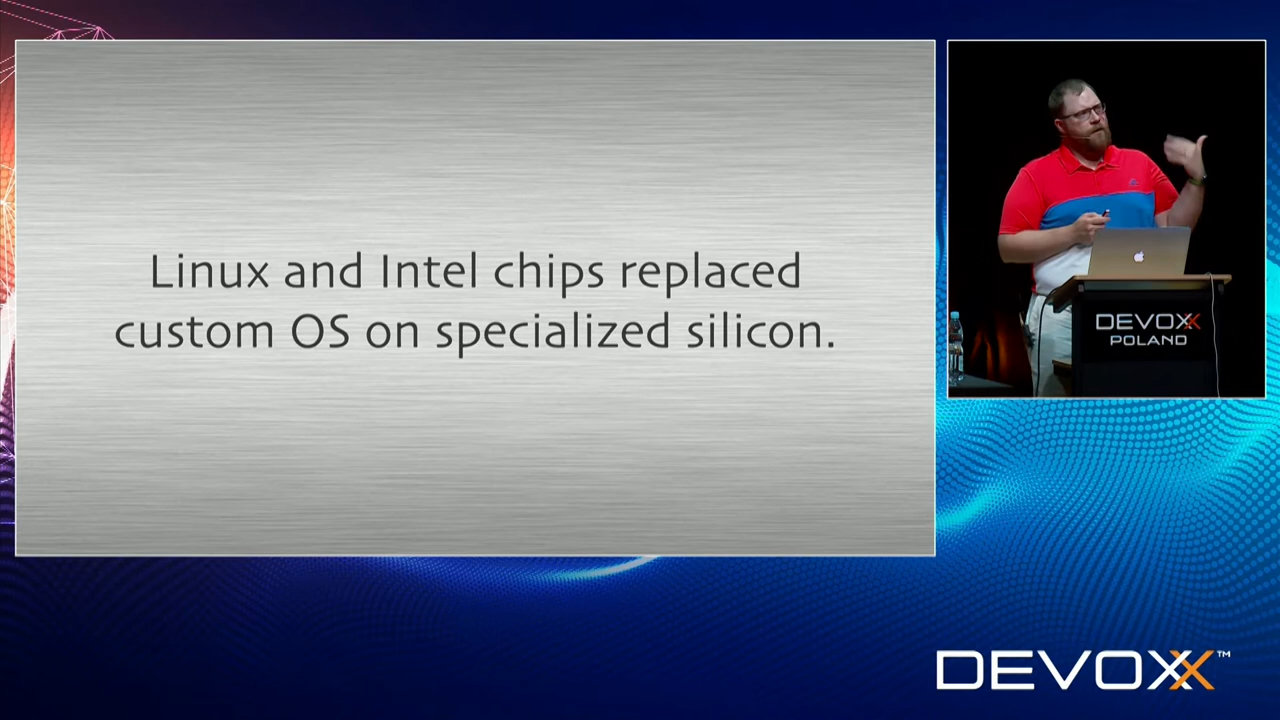 Linux and Intel chips replaced
custom OS on specialized silicon.
DEVOXX
POLAND
DEVOXX™